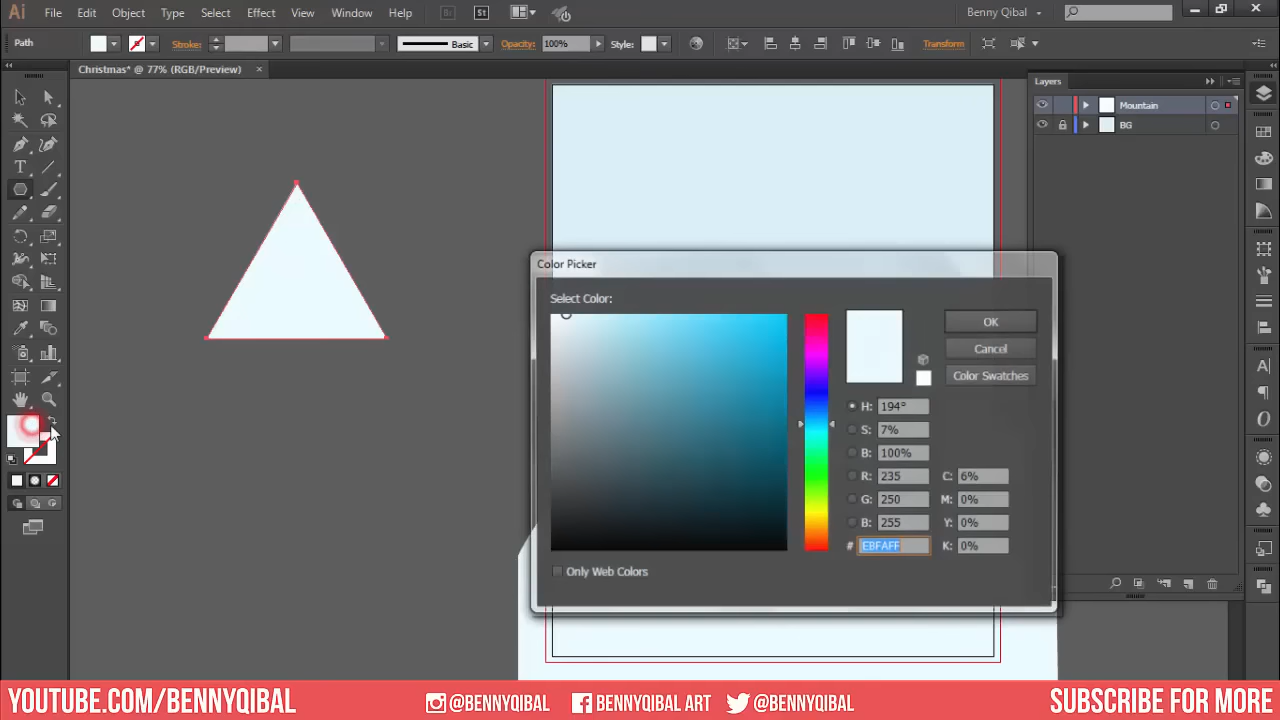 Ai File Edit Object Type Select Effect View Window Help Br St Benny Qibal
Path Stroke: Basic Opacity: 100% Style: Transform
Christmas* @ 77% (RGB/Preview) ×
Layers
Mountain
BG
Color Picker
Select Color:
OK
Cancel
Color Swatches
H: 194°
S: 7%
B: 100%
R: 235 C: 6%
G: 250 M: 0%
B: 255 Y: 0%
# EBFAFF K: 0%
Only Web Colors
YOUTUBE.COM/BENNYQIBAL @BENNYQIBAL BENNYQIBAL ART @BENNYQIBAL SUBSCRIBE FOR MORE